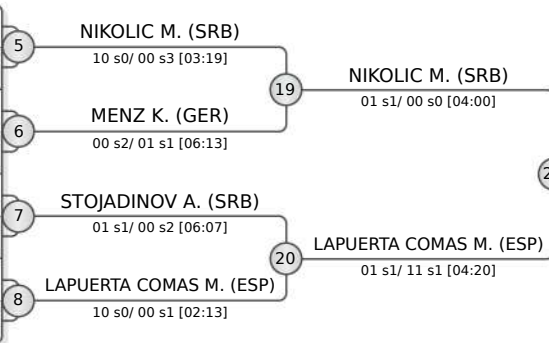 5
NIKOLIC M. (SRB)
10 s0/ 00 s3 [03:19]
19
NIKOLIC M. (SRB)
01 s1/ 00 s0 [04:00]
6
MENZ K. (GER)
00 s2/ 01 s1 [06:13]
7
STOJADINOV A. (SRB)
01 s1/ 00 s2 [06:07]
20
LAPUERTA COMAS M. (ESP)
01 s1/ 11 s1 [04:20]
8
LAPUERTA COMAS M. (ESP)
10 s0/ 00 s1 [02:13]